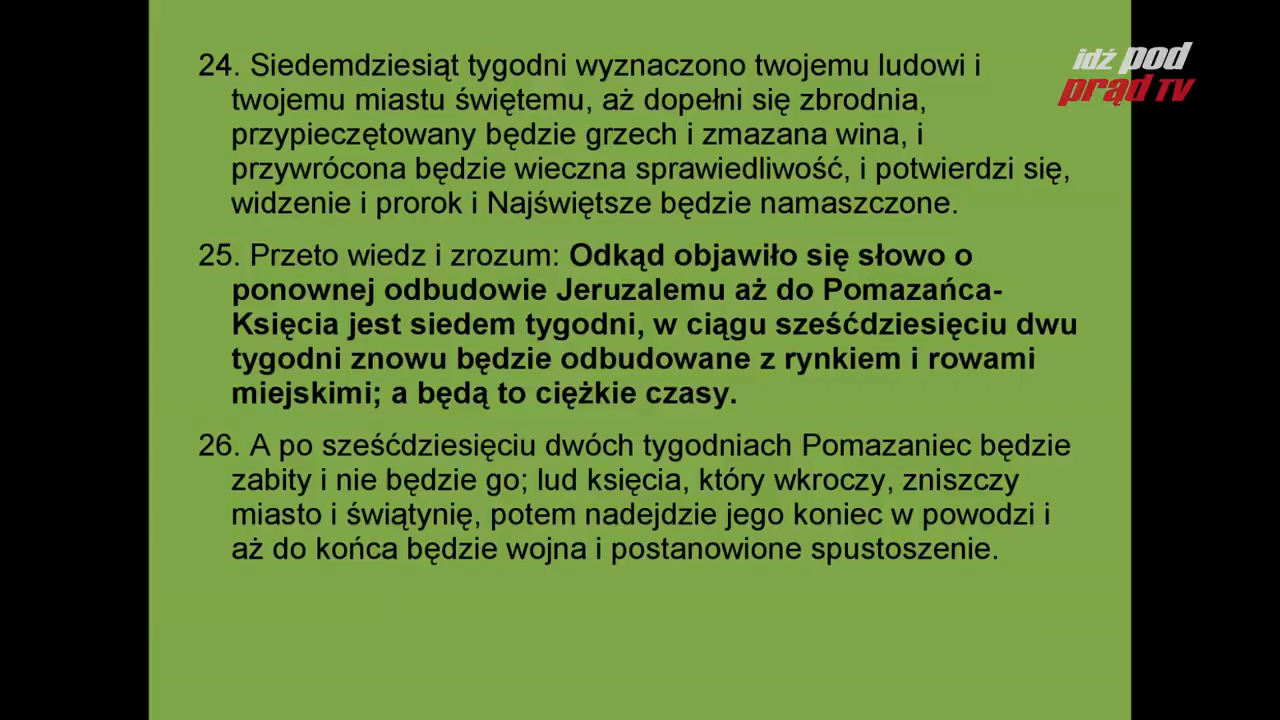 24. Siedemdziesiąt tygodni wyznaczono twojemu ludowi i
twojemu miastu świętemu, aż dopełni się zbrodnia,
przypieczętowany będzie grzech i zmazana wina, i
przywrócona będzie wieczna sprawiedliwość, i potwierdzi się,
widzenie i prorok i Najświętsze będzie namaszczone.
25. Przeto wiedz i zrozum: Odkąd objawiło się słowo o
ponownej odbudowie Jeruzalemu aż do Pomazańca-
Księcia jest siedem tygodni, w ciągu sześćdziesięciu dwu
tygodni znowu będzie odbudowane z rynkiem i rowami
miejskimi; a będą to ciężkie czasy.
26. A po sześćdziesięciu dwóch tygodniach Pomazaniec będzie
zabity i nie będzie go; lud księcia, który wkroczy, zniszczy
miasto i świątynię, potem nadejdzie jego koniec w powodzi i
aż do końca będzie wojna i postanowione spustoszenie.
idź pod
prąd TV